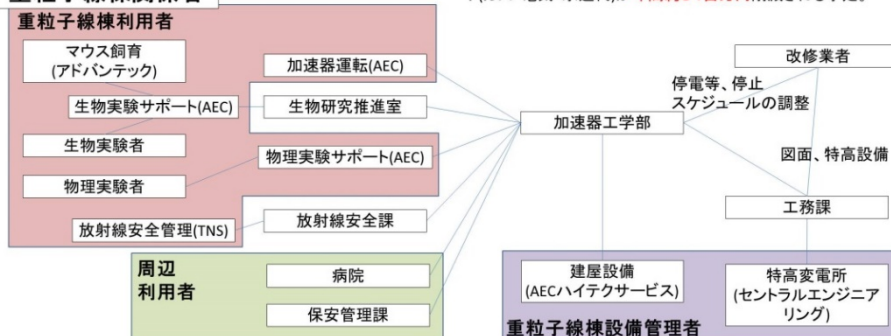 重粒子線棟利用者
マウス飼育
(アドバンテック)
加速器運転(AEC)
生物実験サポート(AEC)
生物研究推進室
生物実験者
物理実験サポート(AEC)
物理実験者
放射線安全管理(TNS)
放射線安全課
周辺
利用者
病院
保安管理課
加速器工学部
改修業者
停電等、停止
スケジュールの調整
図面、特高設備
工務課
建屋設備
(AECハイテクサービス)
特高変電所
(セントラルエンジニア
リング)
重粒子線棟設備管理者